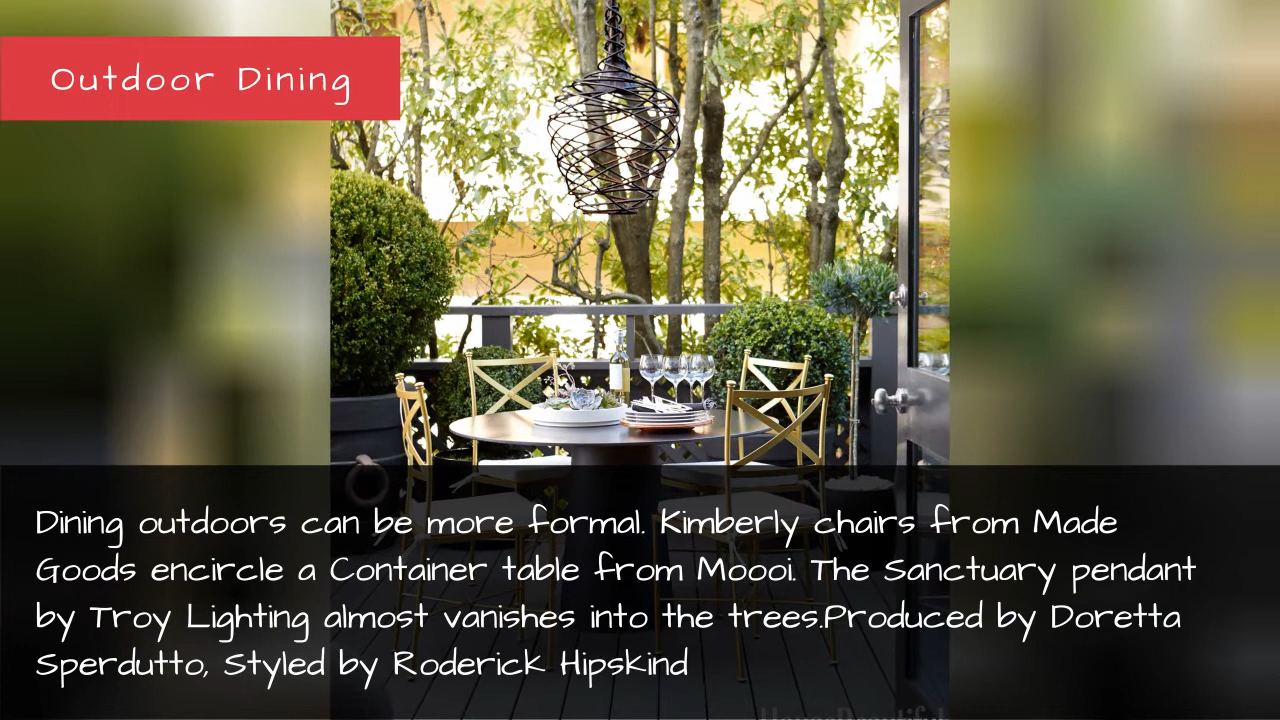 Outdoor Dining
Dining outdoors can be more formal. Kimberly chairs from Made
Goods encircle a Container table from Moooi. The Sanctuary pendant
by Troy Lighting almost vanishes into the trees.Produced by Doretta
Sperdutto, Styled by Roderick Hipskind